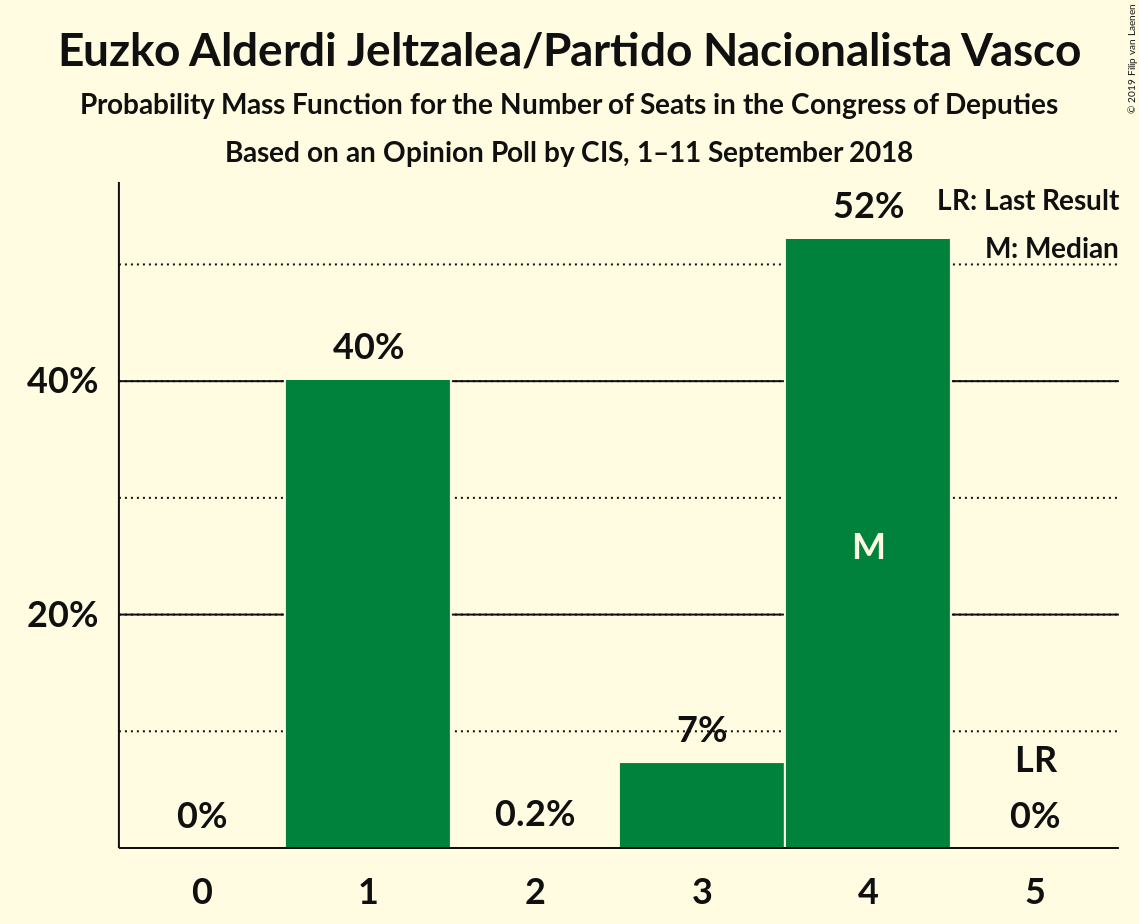 Euzko Alderdi Jeltzalea/Partido Nacionalista Vasco
Probability Mass Function for the Number of Seats in the Congress of Deputies
Based on an Opinion Poll by CIS, 1–11 September 2018
© 2019 Filip van Laenen
LR: Last Result
M: Median
52%
40%
40%
M
20%
7%
LR
0%
0.2%
0%
0 1 2 3 4 5